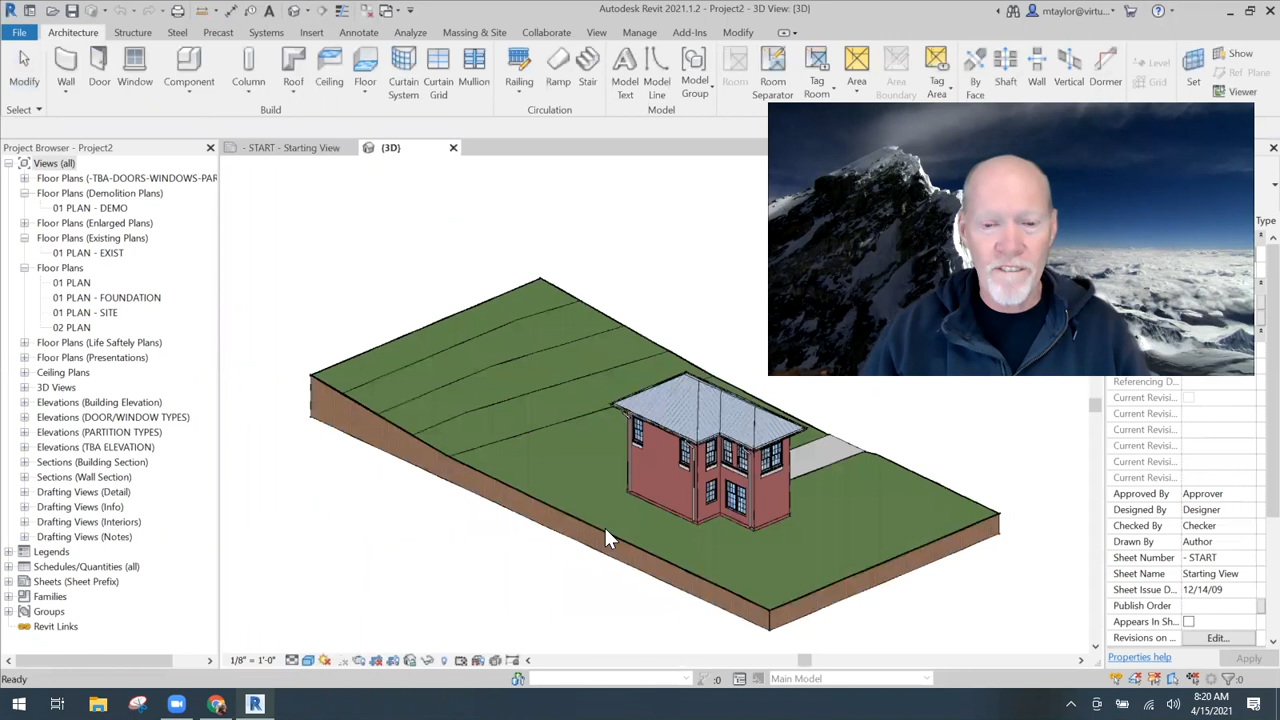 Autodesk Revit 2021.1.2 - Project2 - 3D View: {3D}
mtaylor@virtu...
File Architecture Structure Steel Precast Systems Insert Annotate Analyze Massing & Site Collaborate View Manage Add-Ins Modify
Modify Wall Door Window Component Column Roof Ceiling Floor Curtain System Curtain Grid Mullion Railing Ramp Stair Model Text Model Line Model Group Room Room Separator Tag Room Area Area Boundary Tag Area By Face Shaft Wall Vertical Dormer Level Grid Set Show Ref Plane Viewer
Select Build Circulation Model
Project Browser - Project2
- START - Starting View
{3D}
Views (all)
Floor Plans (-TBA-DOORS-WINDOWS-PAR
Floor Plans (Demolition Plans)
01 PLAN - DEMO
Floor Plans (Enlarged Plans)
Floor Plans (Existing Plans)
01 PLAN - EXIST
Floor Plans
01 PLAN
01 PLAN - FOUNDATION
01 PLAN - SITE
02 PLAN
Floor Plans (Life Saftely Plans)
Floor Plans (Presentations)
Ceiling Plans
3D Views
Elevations (Building Elevation)
Elevations (DOOR/WINDOW TYPES)
Elevations (PARTITION TYPES)
Elevations (TBA ELEVATION)
Sections (Building Section)
Sections (Wall Section)
Drafting Views (Detail)
Drafting Views (Info)
Drafting Views (Interiors)
Drafting Views (Notes)
Legends
Schedules/Quantities (all)
Sheets (Sheet Prefix)
Families
Groups
Revit Links
Type
Referencing D...
Current Revisi...
Current Revisi...
Current Revisi...
Current Revisi...
Current Revisi...
Current Revisi...
Approved By Approver
Designed By Designer
Checked By Checker
Drawn By Author
Sheet Number - START
Sheet Name Starting View
Sheet Issue D... 12/14/09
Publish Order
Appears In Sh...
Revisions on ... Edit...
Properties help Apply
1/8" = 1'-0"
Ready
:0
Main Model
:0
8:20 AM
4/15/2021